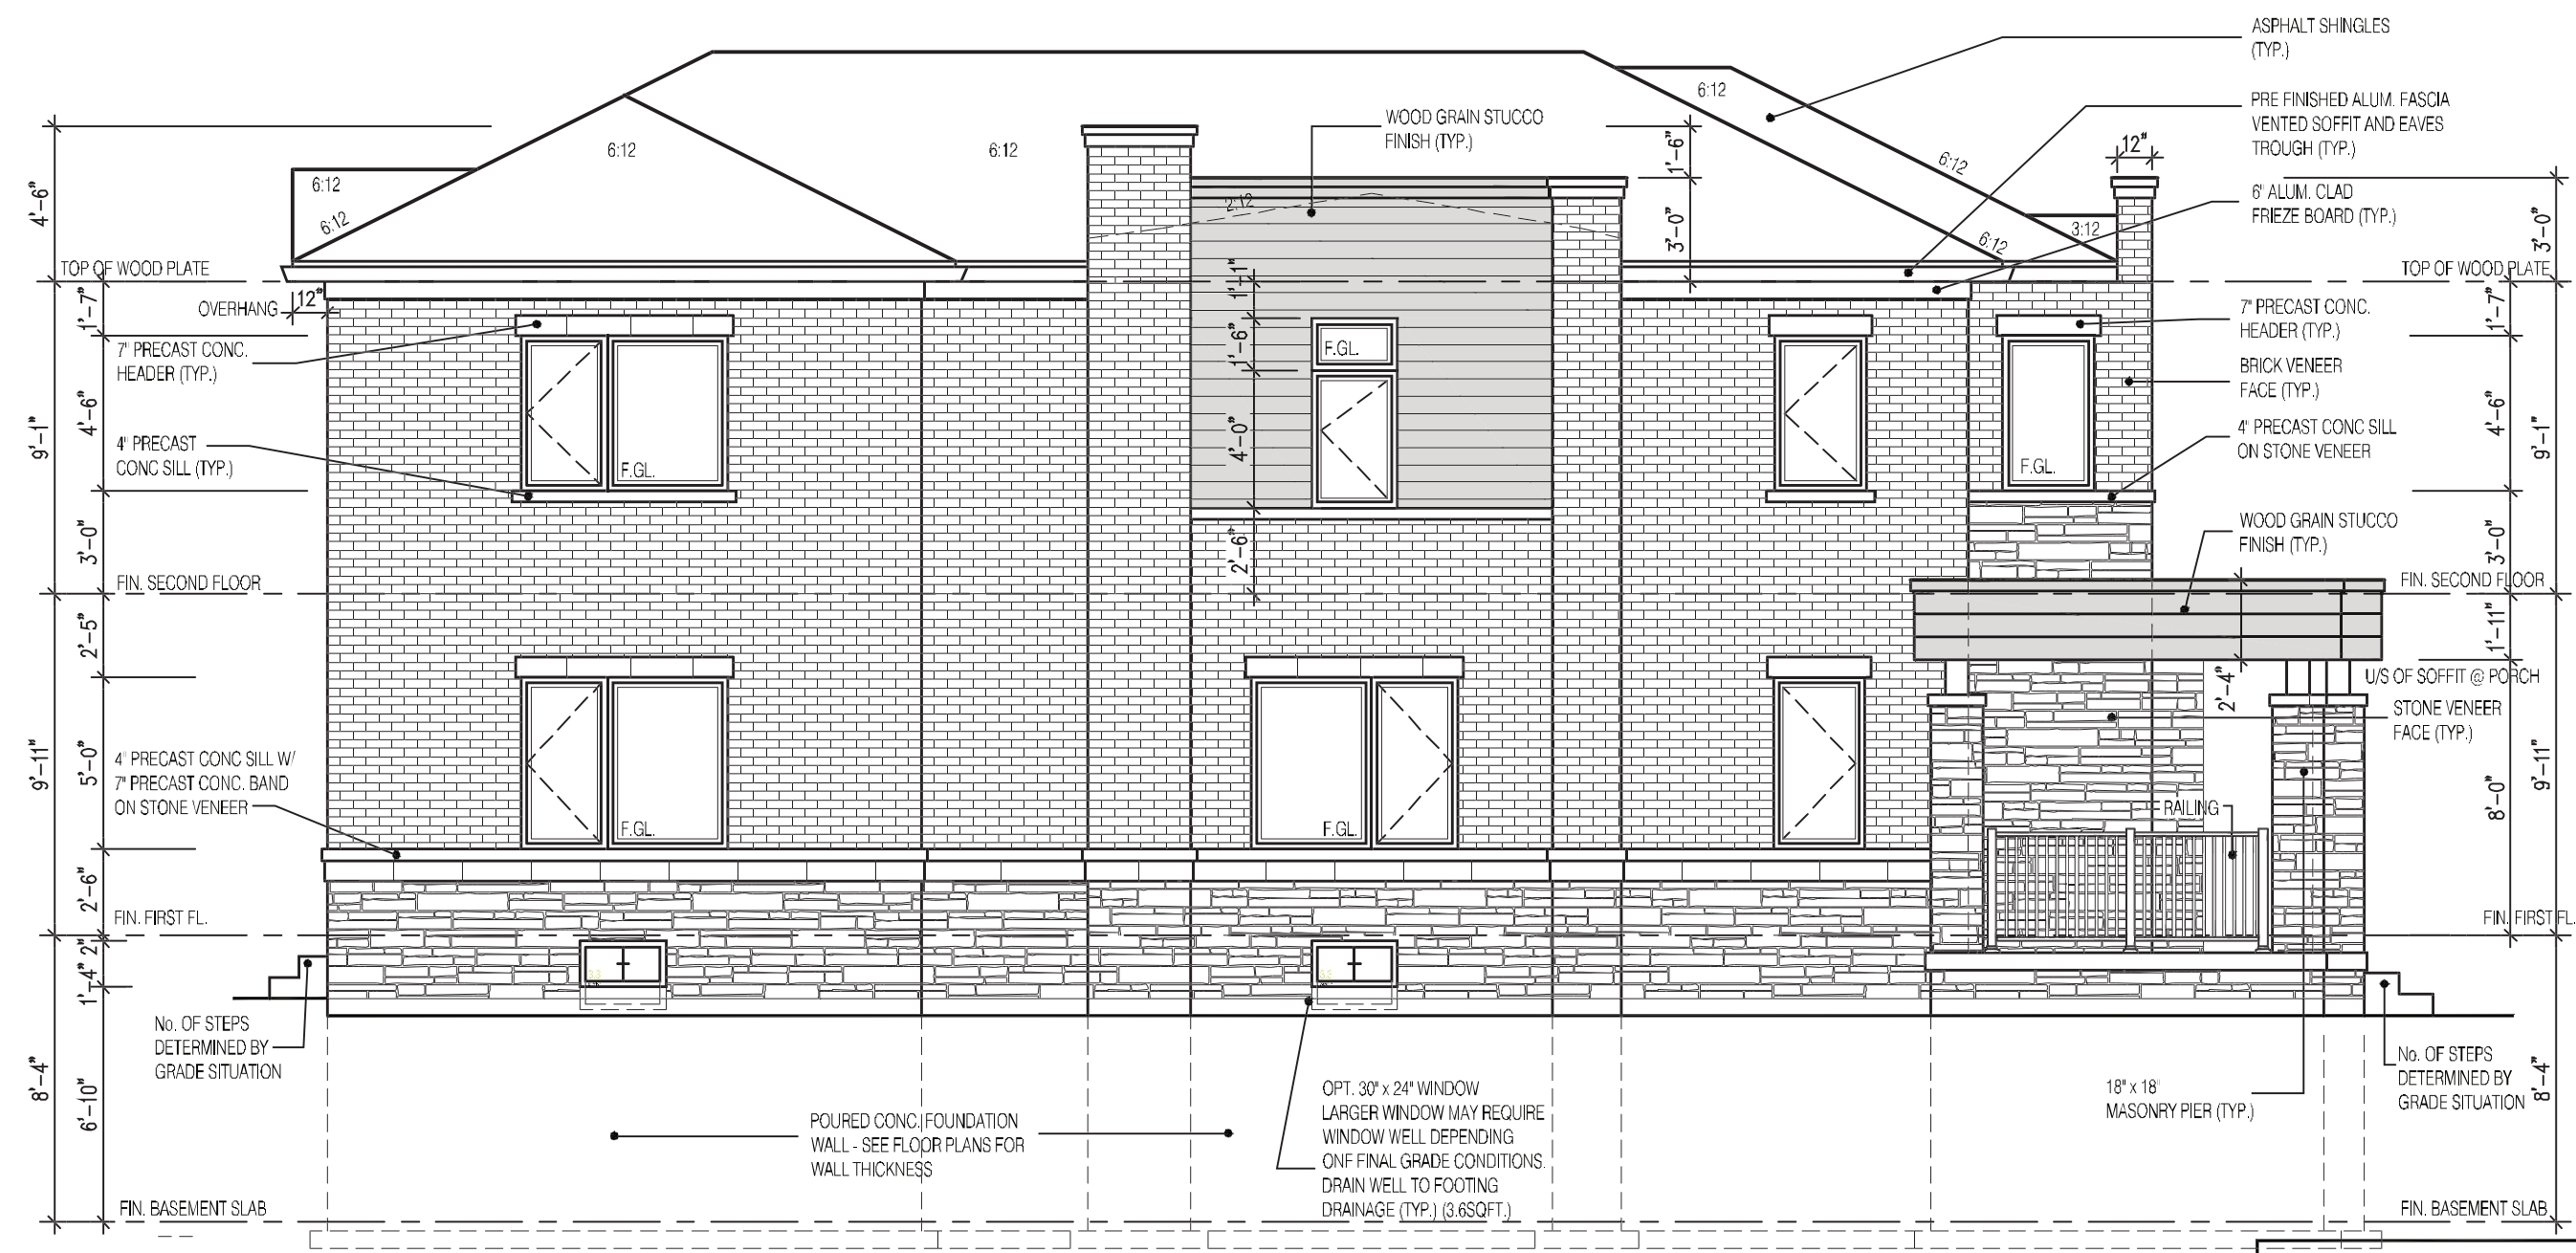 ASPHALT SHINGLES
(TYP.)
PRE FINISHED ALUM. FASCIA
VENTED SOFFIT AND EAVES
TROUGH (TYP.)
6" ALUM. CLAD
FRIEZE BOARD (TYP.)
WOOD GRAIN STUCCO
FINISH (TYP.)
6:12
6:12
6:12
6:12
6:12
6:12
6:12
6:12
3:12
2:12
12"
1'-6"
3'-0"
4'-6"
3'-0"
TOP OF WOOD PLATE
TOP OF WOOD PLATE
OVERHANG
12"
1'-7"
1'-1"
1'-7"
7" PRECAST CONC.
HEADER (TYP.)
7" PRECAST CONC.
HEADER (TYP.)
F.GL.
1'-6"
BRICK VENEER
FACE (TYP.)
9'-1"
4'-6"
4'-0"
4'-6"
9'-1"
4" PRECAST
CONC SILL (TYP.)
4" PRECAST CONC SILL
ON STONE VENEER
F.GL.
F.GL.
WOOD GRAIN STUCCO
FINISH (TYP.)
3'-0"
2'-6"
3'-0"
FIN. SECOND FLOOR
FIN. SECOND FLOOR
2'-5"
1'-11"
2'-4"
U/S OF SOFFIT @ PORCH
STONE VENEER
FACE (TYP.)
9'-11"
5'-0"
8'-0"
9'-11"
4" PRECAST CONC SILL W/
7" PRECAST CONC. BAND
ON STONE VENEER
RAILING
F.GL.
F.GL.
2'-6"
FIN. FIRST FL.
FIN. FIRST FL.
2"
1'-4"
No. OF STEPS
DETERMINED BY
GRADE SITUATION
No. OF STEPS
DETERMINED BY
GRADE SITUATION
8'-4"
6'-10"
8'-4"
POURED CONC. FOUNDATION
WALL - SEE FLOOR PLANS FOR
WALL THICKNESS
OPT. 30" x 24" WINDOW
LARGER WINDOW MAY REQUIRE
WINDOW WELL DEPENDING
ONF FINAL GRADE CONDITIONS.
DRAIN WELL TO FOOTING
DRAINAGE (TYP.) (3.6SQFT.)
18" x 18"
MASONRY PIER (TYP.)
FIN. BASEMENT SLAB
FIN. BASEMENT SLAB